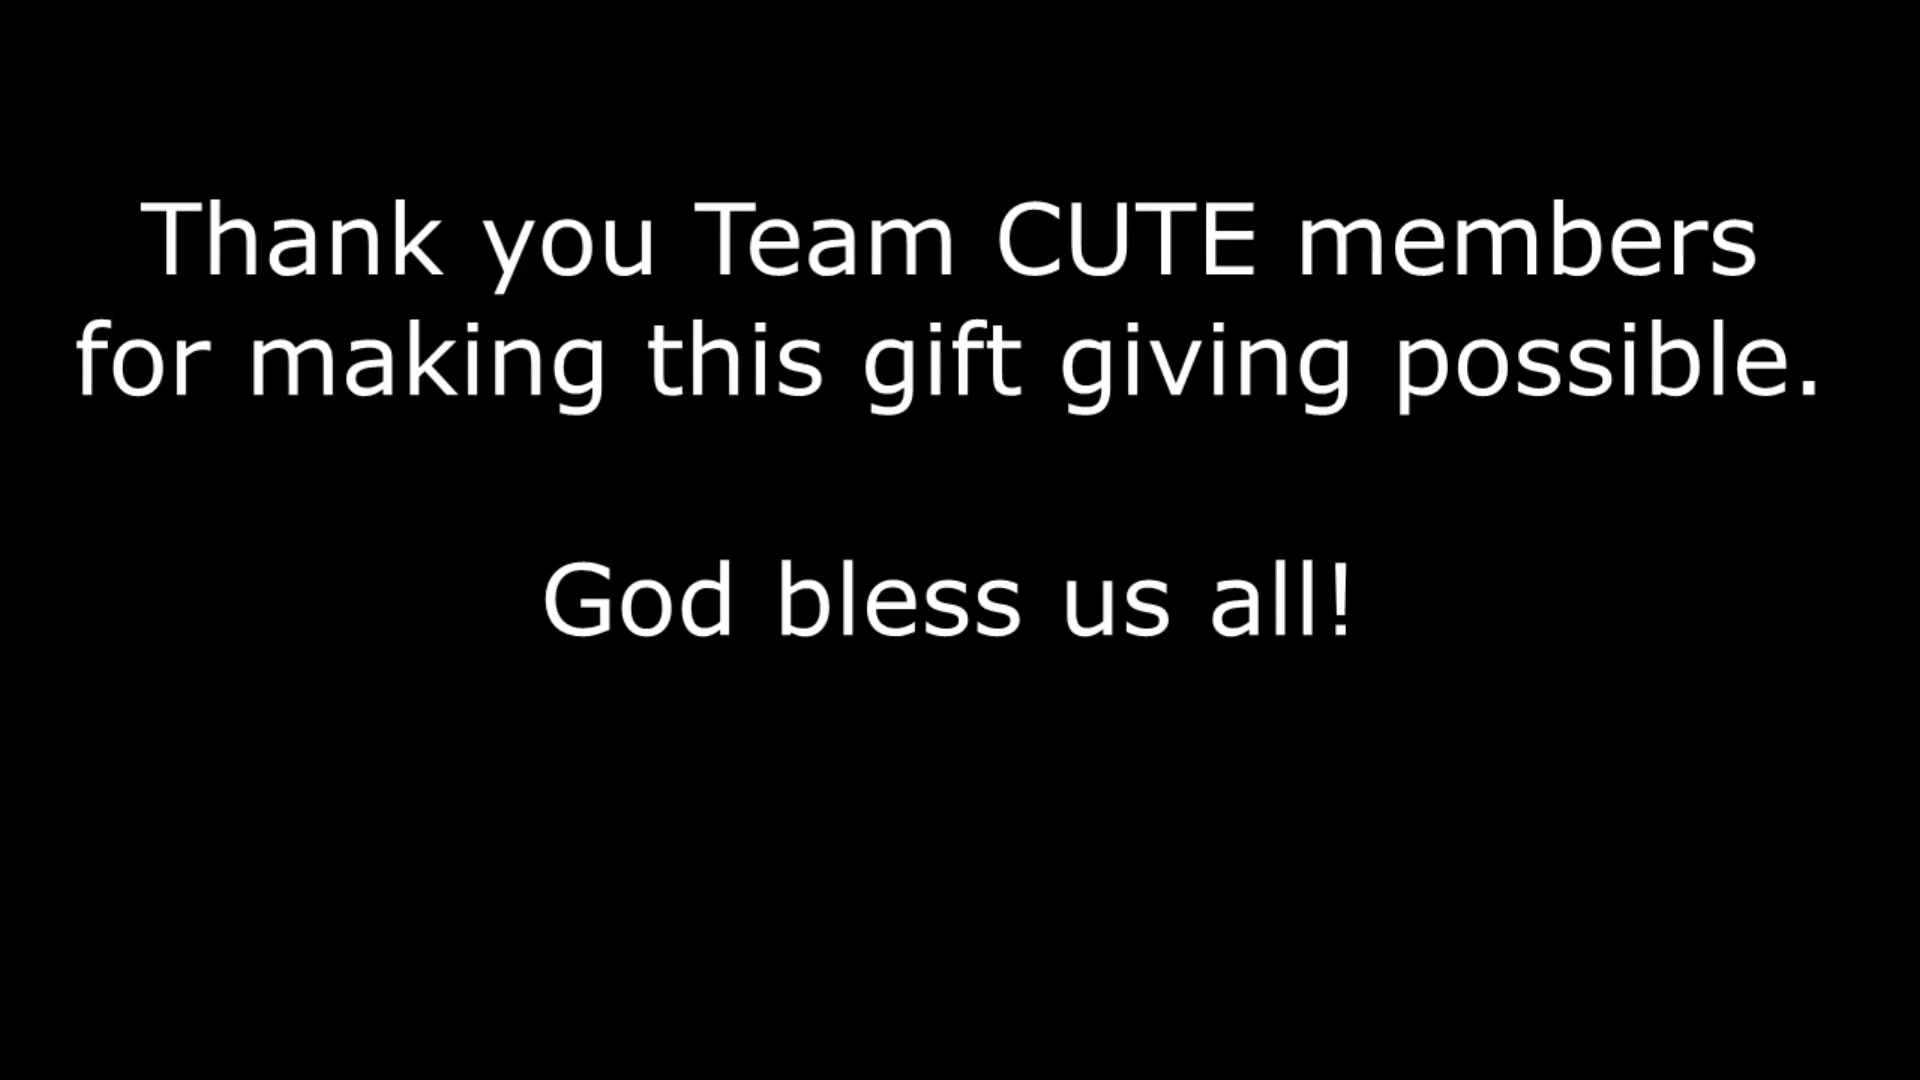 Thank you Team CUTE members
for making this gift giving possible.
God bless us all!